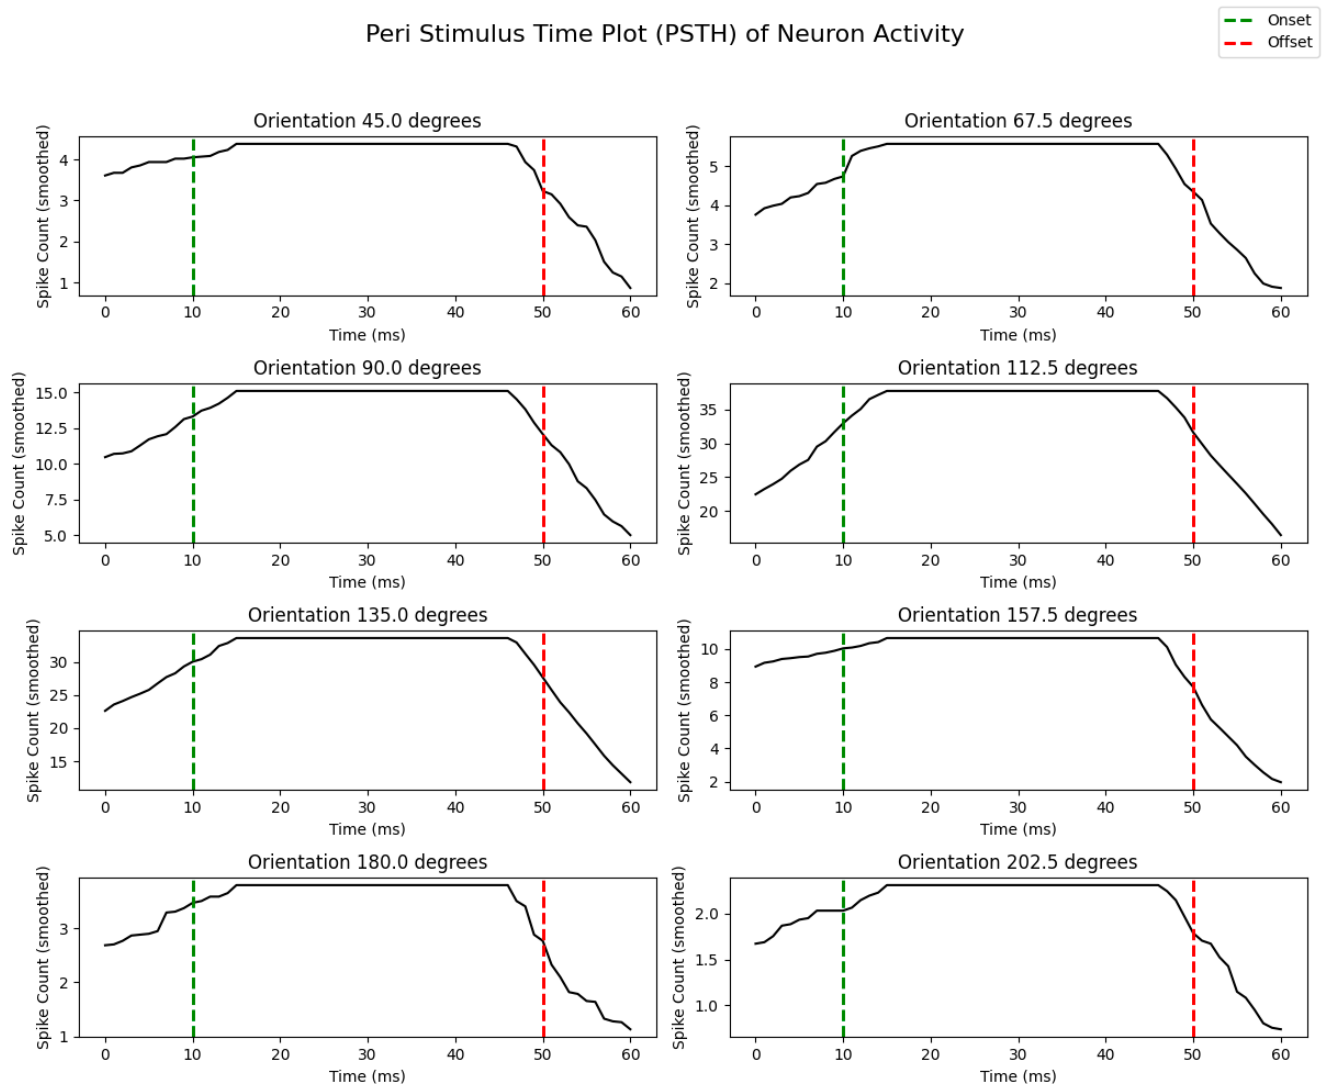 Peri Stimulus Time Plot (PSTH) of Neuron Activity
Onset
Offset
Orientation 45.0 degrees
Spike Count (smoothed)
4
3
2
1
0 10 20 30 40 50 60
Time (ms)
Orientation 67.5 degrees
Spike Count (smoothed)
5
4
3
2
0 10 20 30 40 50 60
Time (ms)
Orientation 90.0 degrees
Spike Count (smoothed)
15.0
12.5
10.0
7.5
5.0
0 10 20 30 40 50 60
Time (ms)
Orientation 112.5 degrees
Spike Count (smoothed)
35
30
25
20
0 10 20 30 40 50 60
Time (ms)
Orientation 135.0 degrees
Spike Count (smoothed)
30
25
20
15
0 10 20 30 40 50 60
Time (ms)
Orientation 157.5 degrees
Spike Count (smoothed)
10
8
6
4
2
0 10 20 30 40 50 60
Time (ms)
Orientation 180.0 degrees
Spike Count (smoothed)
3
2
1
0 10 20 30 40 50 60
Time (ms)
Orientation 202.5 degrees
Spike Count (smoothed)
2.0
1.5
1.0
0 10 20 30 40 50 60
Time (ms)